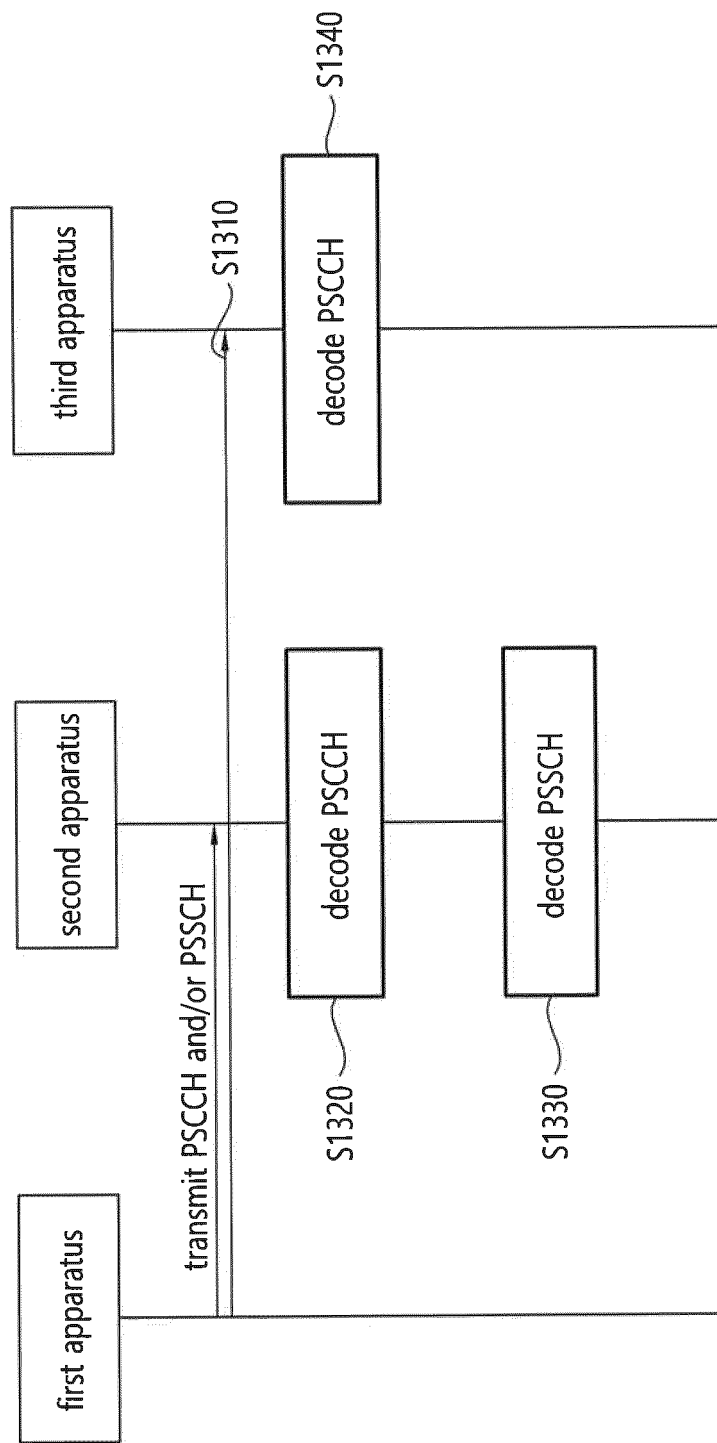 first apparatus
second apparatus
third apparatus
transmit PSCCH and/or PSSCH
S1310
S1320
decode PSCCH
decode PSCCH
S1340
S1330
decode PSSCH